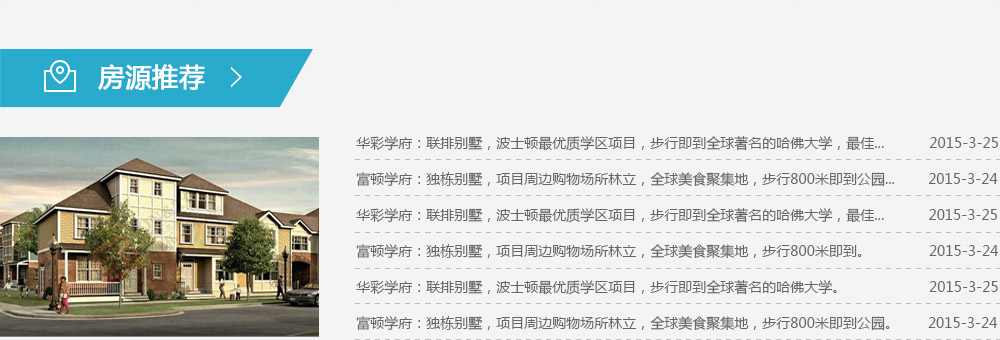 房源推荐
华彩学府：联排别墅，波士顿最优质学区项目，步行即到全球著名的哈佛大学，最佳... 2015-3-25
富顿学府：独栋别墅，项目周边购物场所林立，全球美食聚集地，步行800米即到公园... 2015-3-24
华彩学府：联排别墅，波士顿最优质学区项目，步行即到全球著名的哈佛大学，最佳... 2015-3-25
富顿学府：独栋别墅，项目周边购物场所林立，全球美食聚集地，步行800米即到。 2015-3-24
华彩学府：联排别墅，波士顿最优质学区项目，步行即到全球著名的哈佛大学。 2015-3-25
富顿学府：独栋别墅，项目周边购物场所林立，全球美食聚集地，步行800米即到公园。 2015-3-24